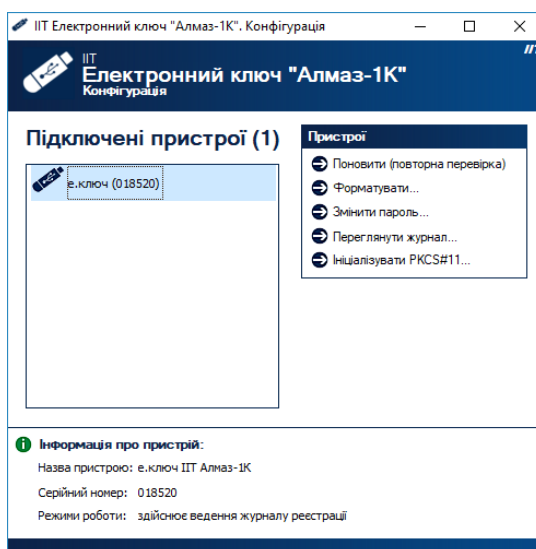 ІІТ Електронний ключ "Алмаз-1К". Конфігурація
ІІТ
Електронний ключ "Алмаз-1К"
Конфігурація
Підключені пристрої (1)
е.ключ (018520)
Пристрої
Поновити (повторна перевірка)
Форматувати...
Змінити пароль...
Переглянути журнал...
Ініціалізувати PKCS#11...
Інформація про пристрій:
Назва пристрою: е.ключ ІІТ Алмаз-1К
Серійний номер: 018520
Режими роботи: здійснює ведення журналу реєстрації